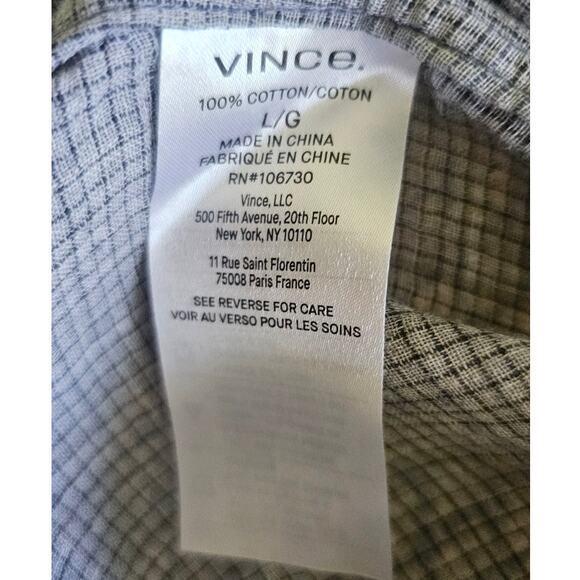 VINCE.
100% COTTON/COTON
L/G
MADE IN CHINA
FABRIQUÉ EN CHINE
RN#106730
Vince, LLC
500 Fifth Avenue, 20th Floor
New York, NY 10110
11 Rue Saint Florentin
75008 Paris France
SEE REVERSE FOR CARE
VOIR AU VERSO POUR LES SOINS